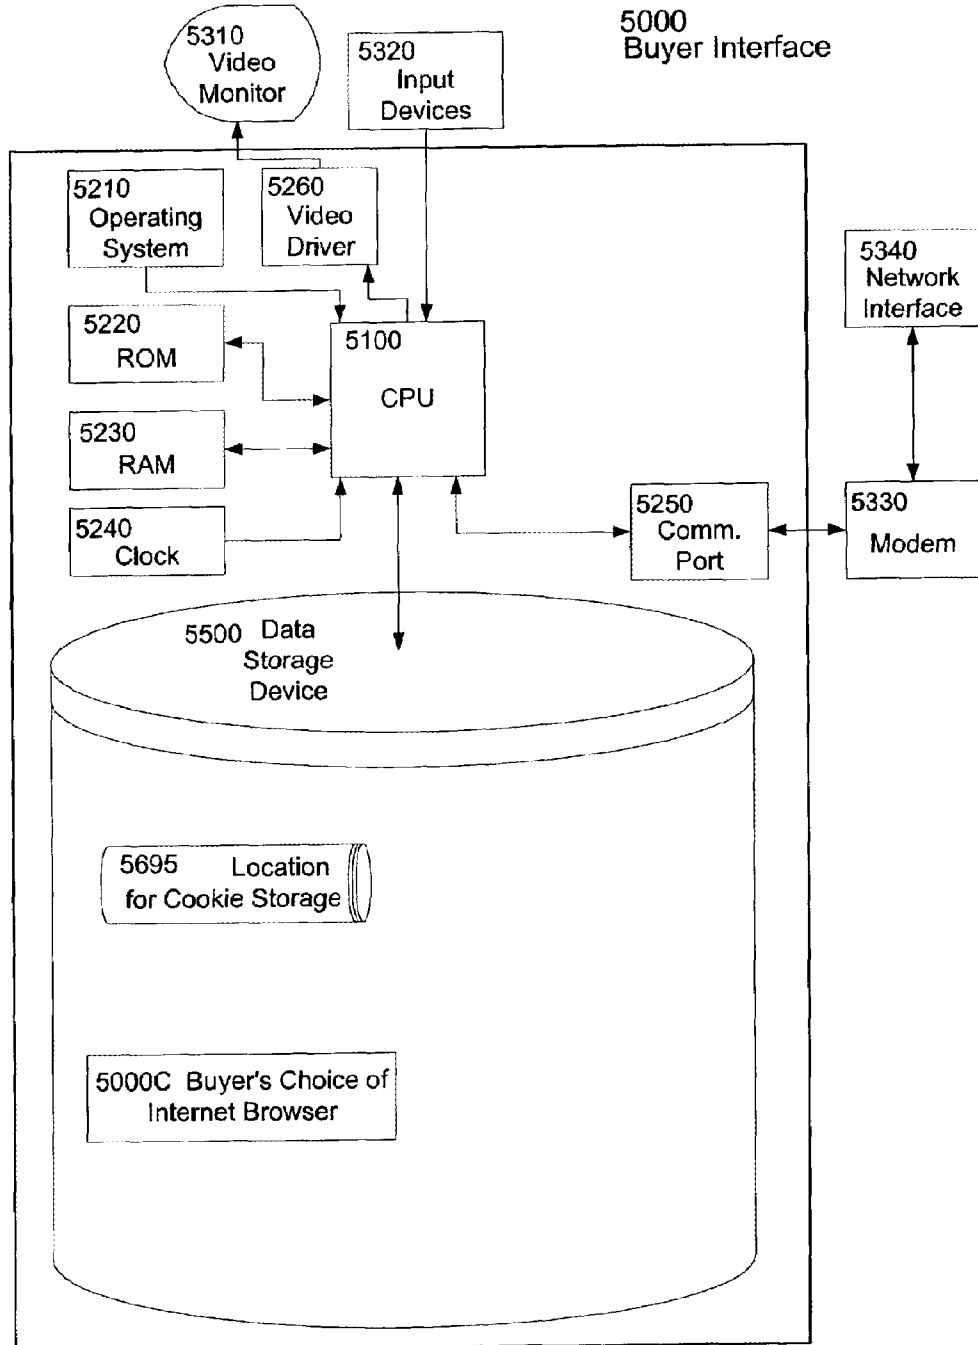 5000
Buyer Interface
5310
Video
Monitor
5320
Input
Devices
5210
Operating
System
5260
Video
Driver
5340
Network
Interface
5220
ROM
5100
CPU
5230
RAM
5240
Clock
5250
Comm.
Port
5330
Modem
5500 Data
Storage
Device
5695 Location
for Cookie Storage
5000C Buyer's Choice of
Internet Browser